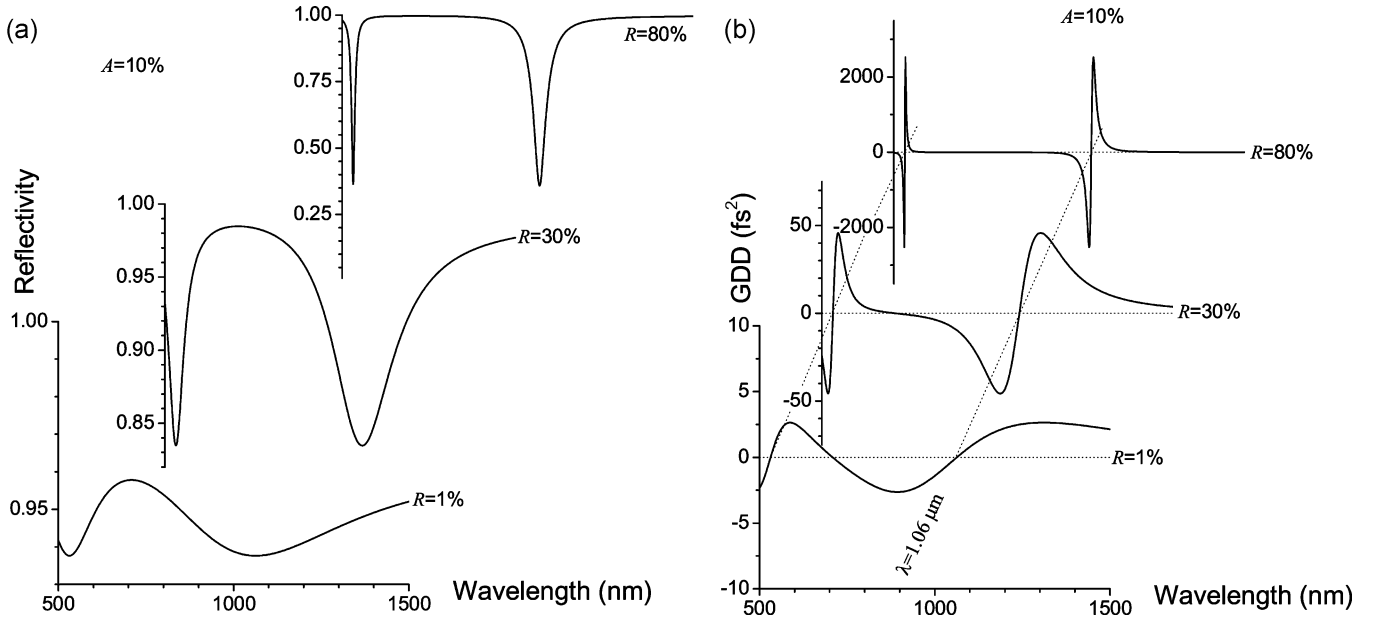 (a)
A=10%
1.00
0.75
0.50
0.25
R=80%
Reflectivity
1.00
0.95
0.90
0.85
R=30%
1.00
0.95
R=1%
500 1000 1500
Wavelength (nm)
(b)
A=10%
2000
0
-2000
R=80%
GDD (fs²)
50
0
-50
R=30%
10
5
0
-5
-10
R=1%
λ=1.06 μm
500 1000 1500
Wavelength (nm)